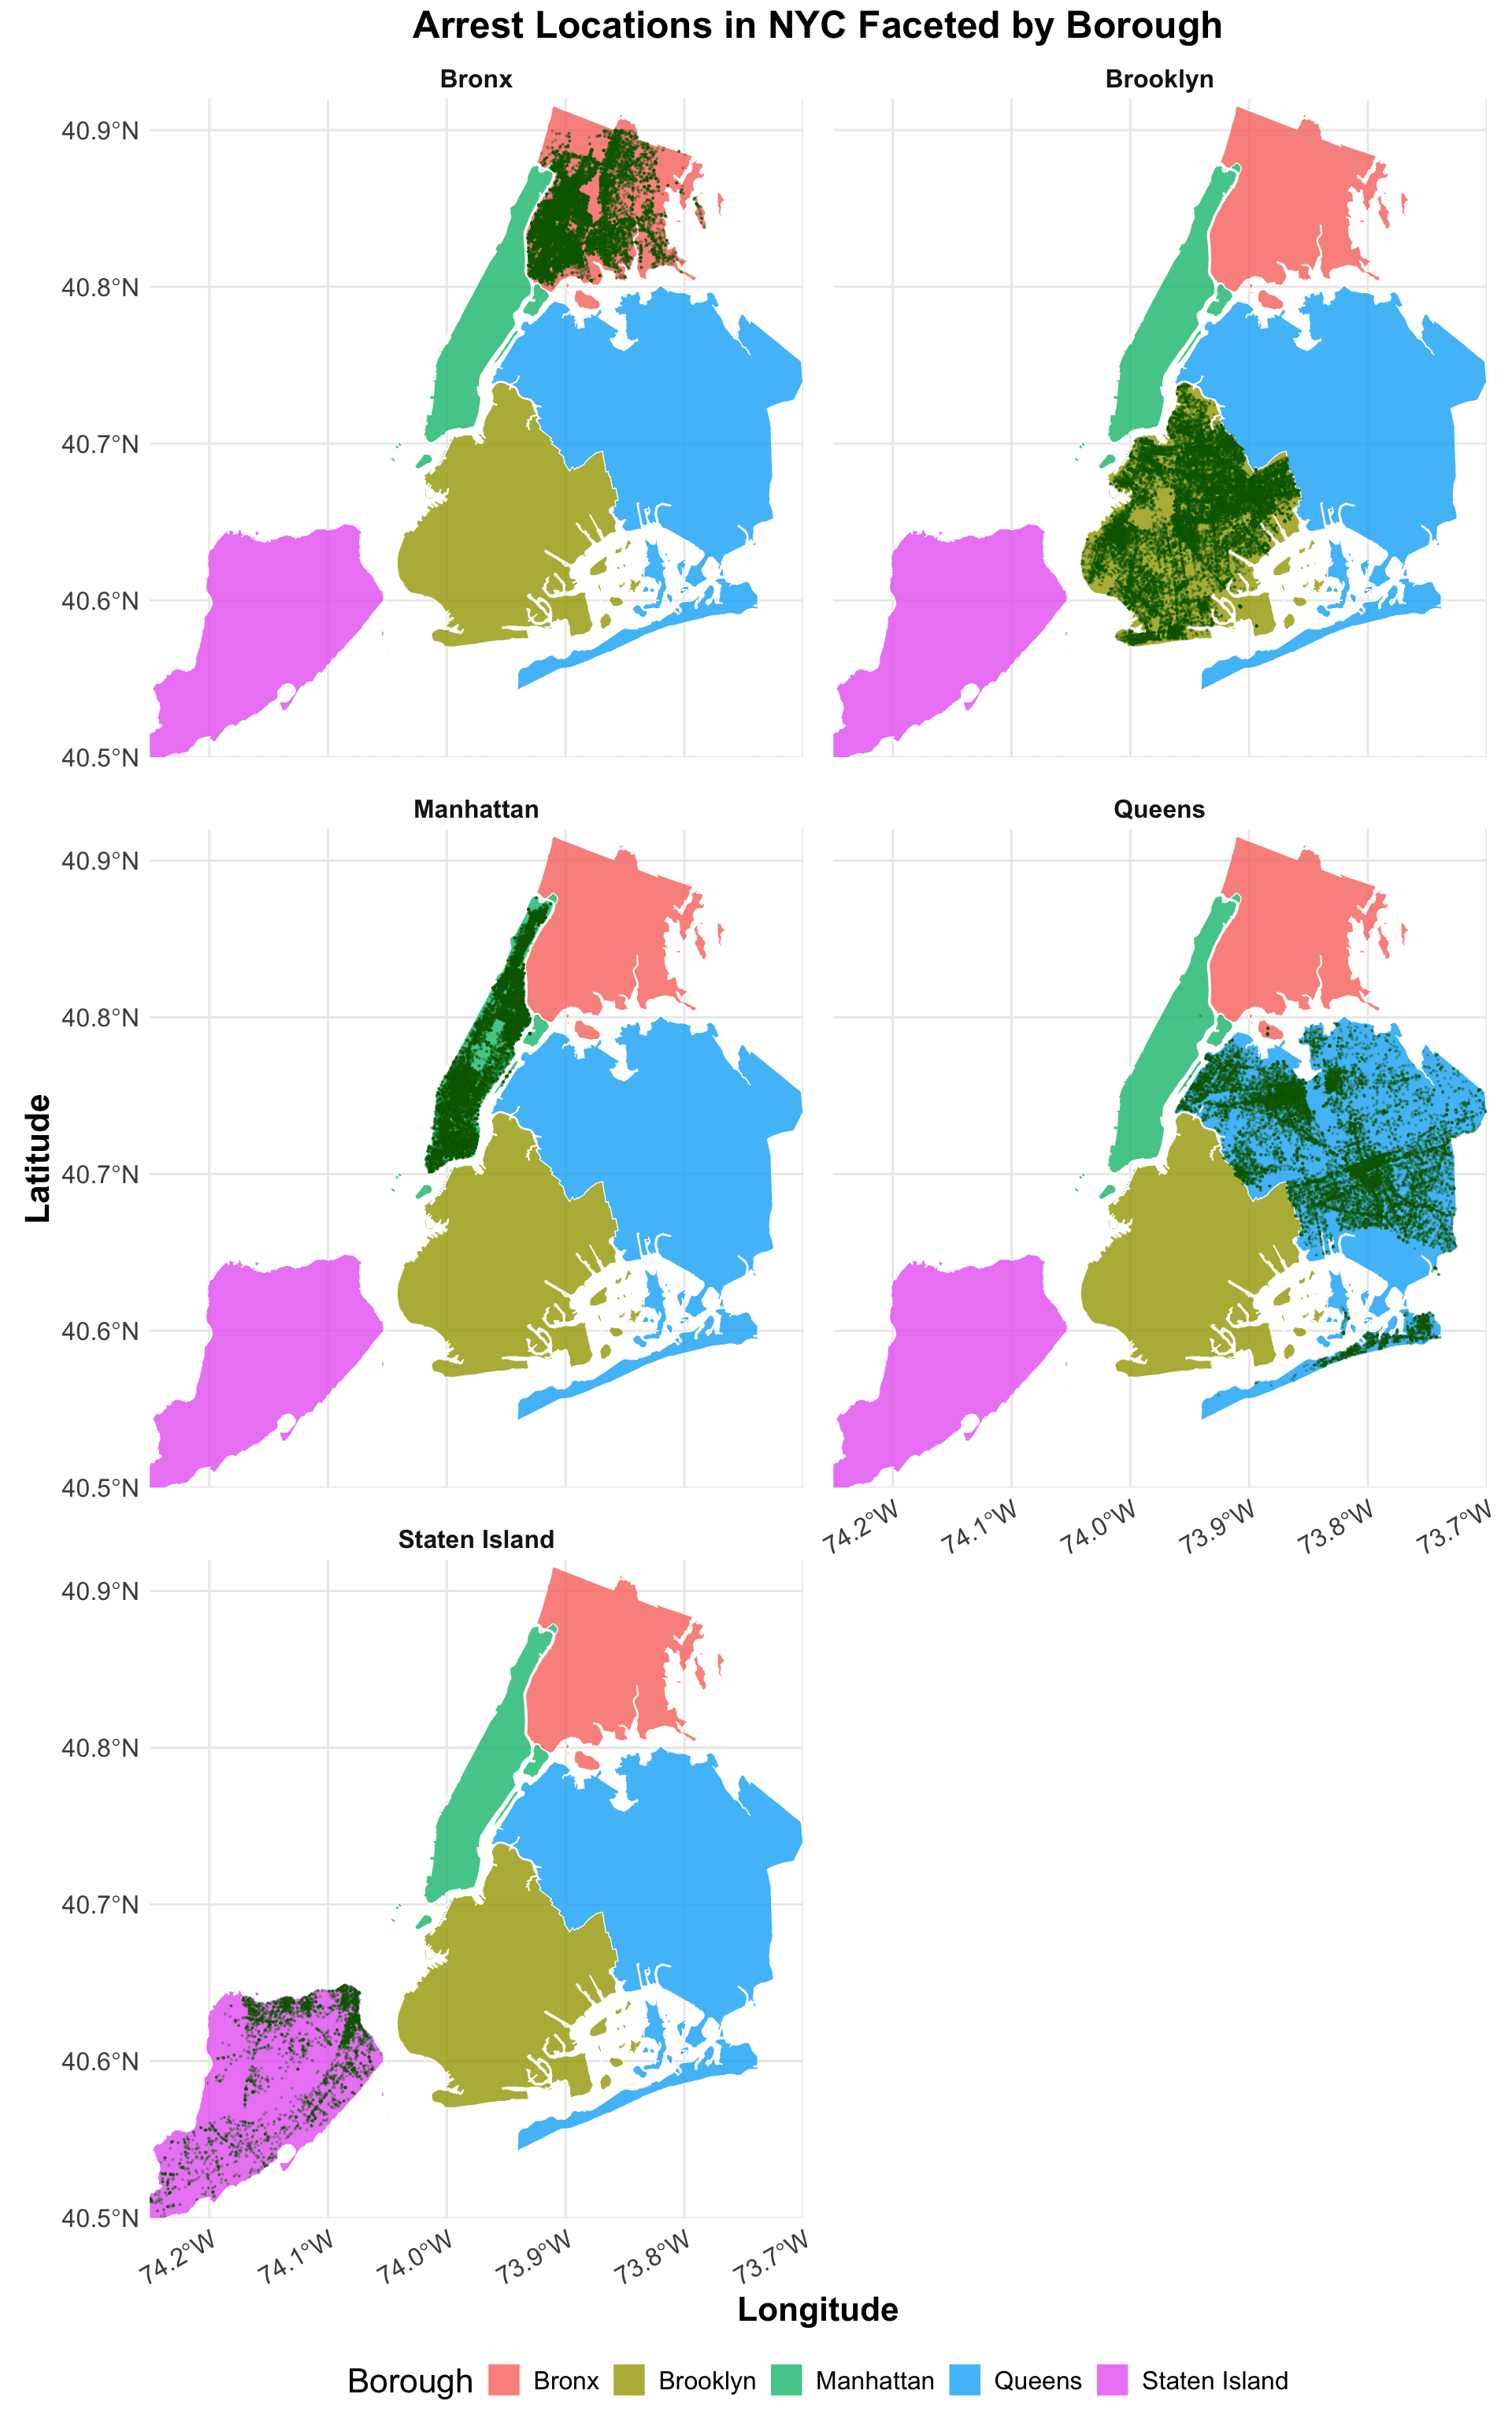 Arrest Locations in NYC Faceted by Borough
Bronx
Brooklyn
40.9°N
40.8°N
40.7°N
40.6°N
40.5°N
Manhattan
Queens
40.9°N
40.8°N
40.7°N
40.6°N
40.5°N
Latitude
74.2°W 74.1°W 74.0°W 73.9°W 73.8°W 73.7°W
Staten Island
40.9°N
40.8°N
40.7°N
40.6°N
40.5°N
74.2°W 74.1°W 74.0°W 73.9°W 73.8°W 73.7°W
Longitude
Borough Bronx Brooklyn Manhattan Queens Staten Island